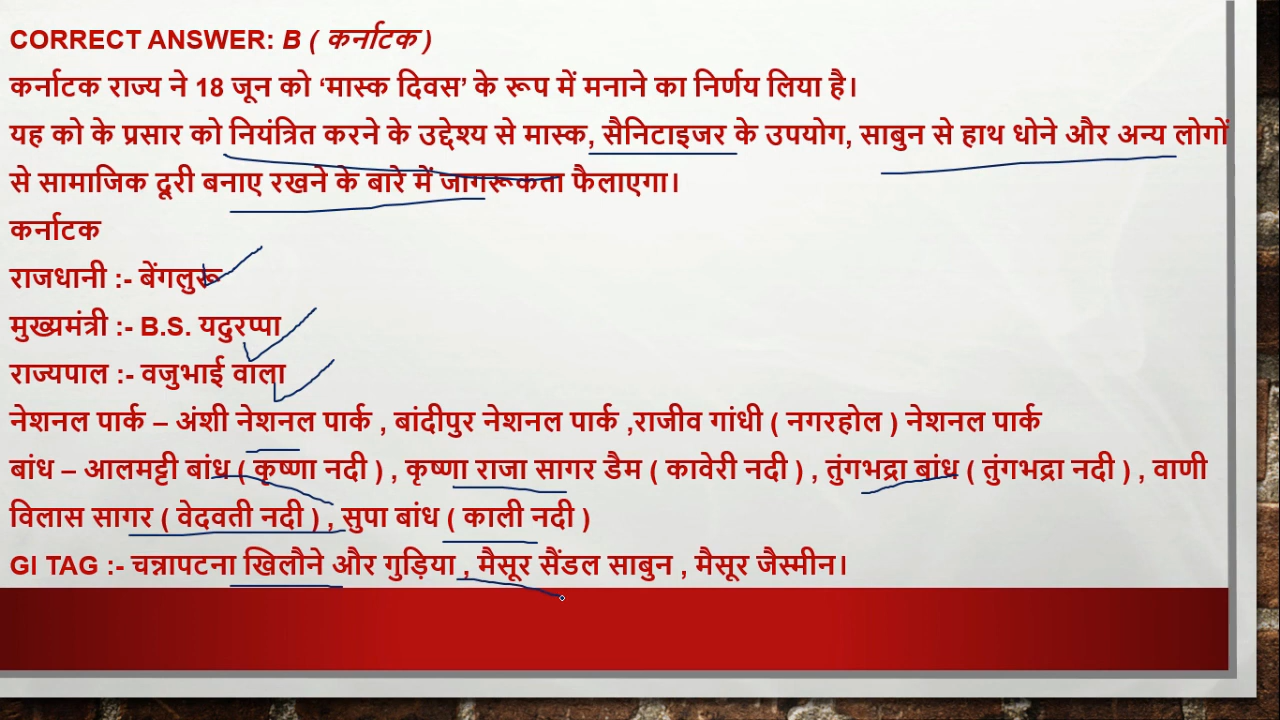 CORRECT ANSWER: B ( कर्नाटक )
कर्नाटक राज्य ने 18 जून को ‘मास्क दिवस’ के रूप में मनाने का निर्णय लिया है।
यह को के प्रसार को नियंत्रित करने के उद्देश्य से मास्क, सैनिटाइजर के उपयोग, साबुन से हाथ धोने और अन्य लोगों
से सामाजिक दूरी बनाए रखने के बारे में जागरूकता फैलाएगा।
कर्नाटक
राजधानी :- बेंगलुरू
मुख्यमंत्री :- B.S. यदुरप्पा
राज्यपाल :- वजुभाई वाला
नेशनल पार्क – अंशी नेशनल पार्क , बांदीपुर नेशनल पार्क ,राजीव गांधी ( नगरहोल ) नेशनल पार्क
बांध – आलमट्टी बांध ( कृष्णा नदी ) , कृष्णा राजा सागर डैम ( कावेरी नदी ) , तुंगभद्रा बांध ( तुंगभद्रा नदी ) , वाणी
विलास सागर ( वेदवती नदी ) , सुपा बांध ( काली नदी )
GI TAG :- चन्नापटना खिलौने और गुड़िया , मैसूर सैंडल साबुन , मैसूर जैस्मीन।